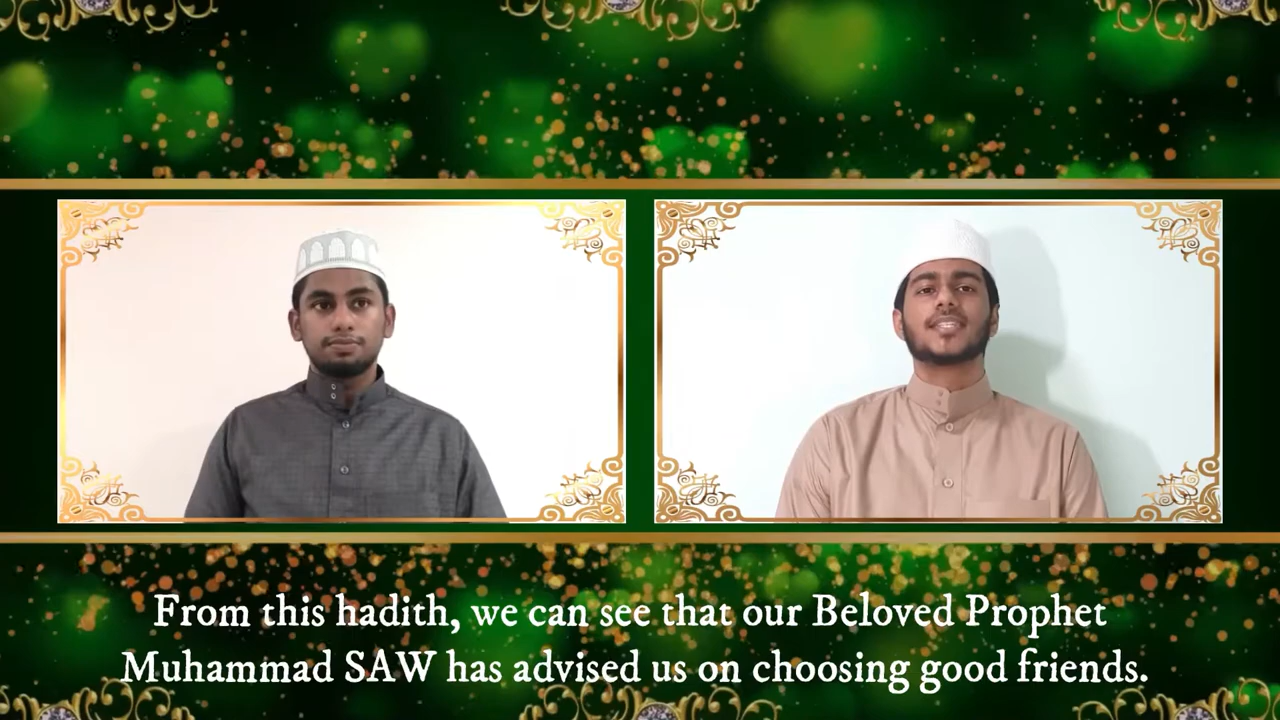 From this hadith, we can see that our Beloved Prophet
Muhammad SAW has advised us on choosing good friends.